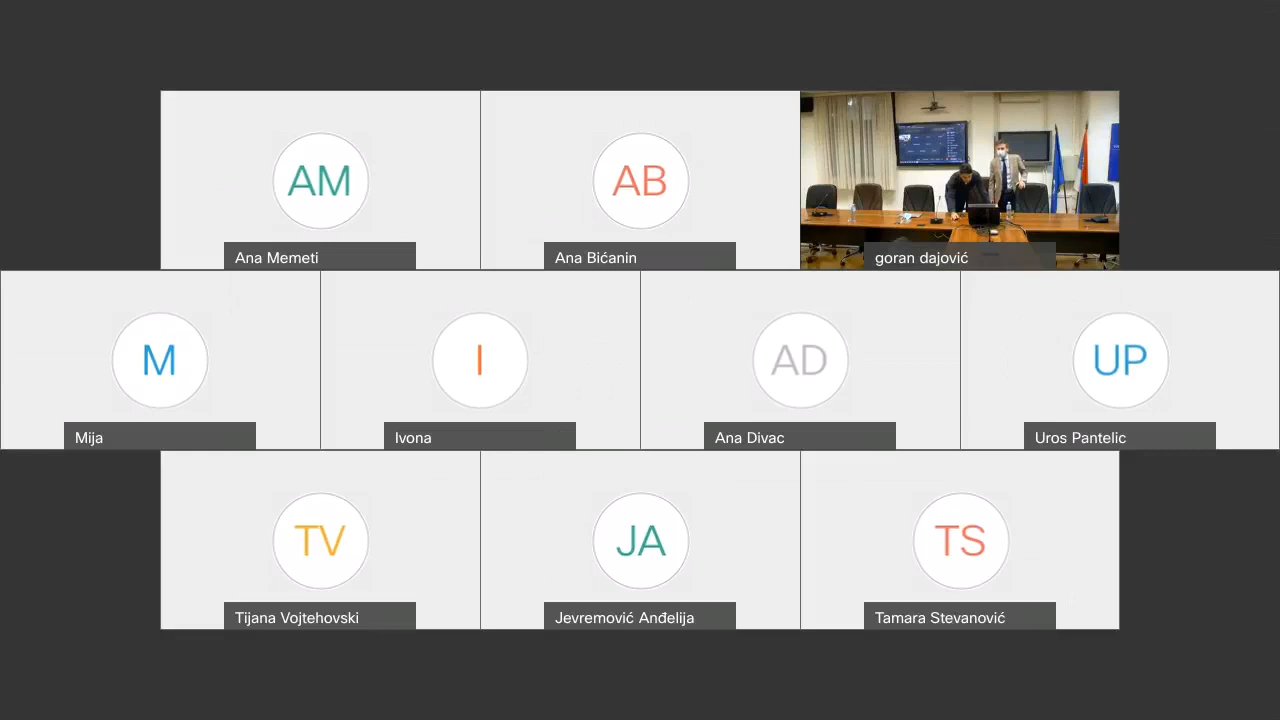 AM
Ana Memeti
AB
Ana Bićanin
goran dajović
M
Mija
I
Ivona
AD
Ana Divac
UP
Uros Pantelic
TV
Tijana Vojtehovski
JA
Jevremović Anđelija
TS
Tamara Stevanović